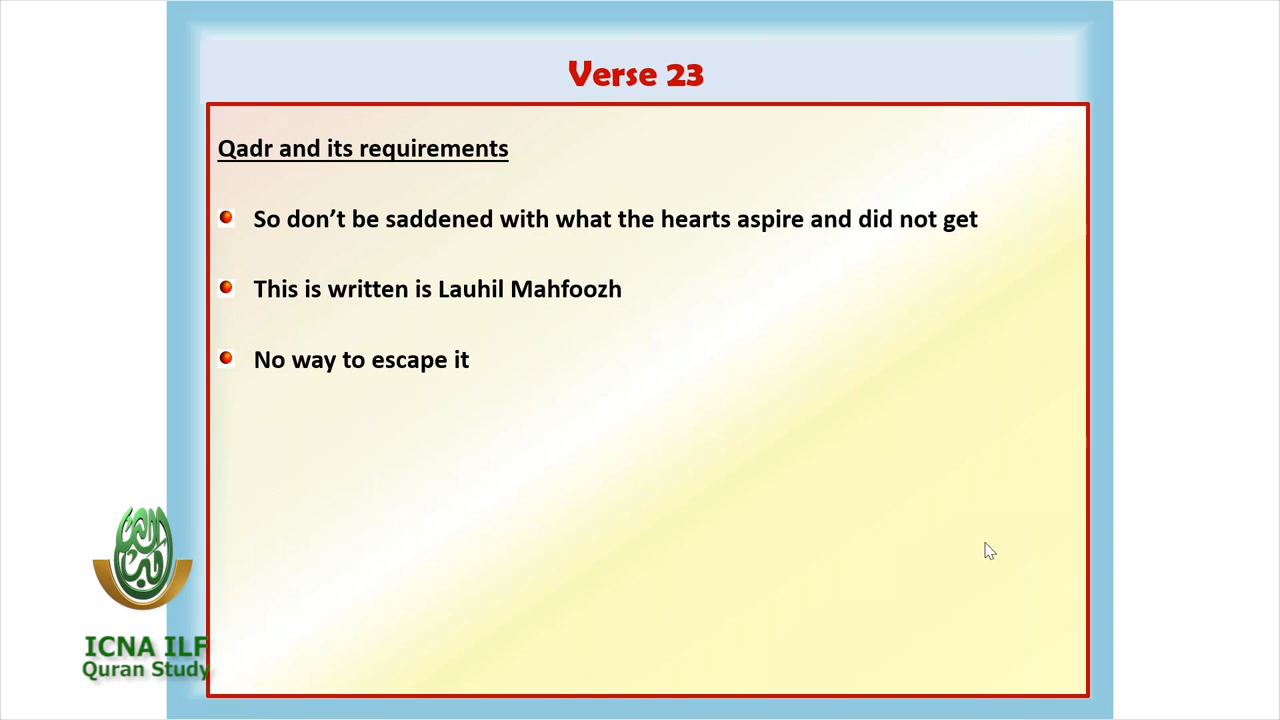 Verse 23
Qadr and its requirements
So don't be saddened with what the hearts aspire and did not get
This is written is Lauhil Mahfoozh
No way to escape it
ICNA ILF
Quran Study